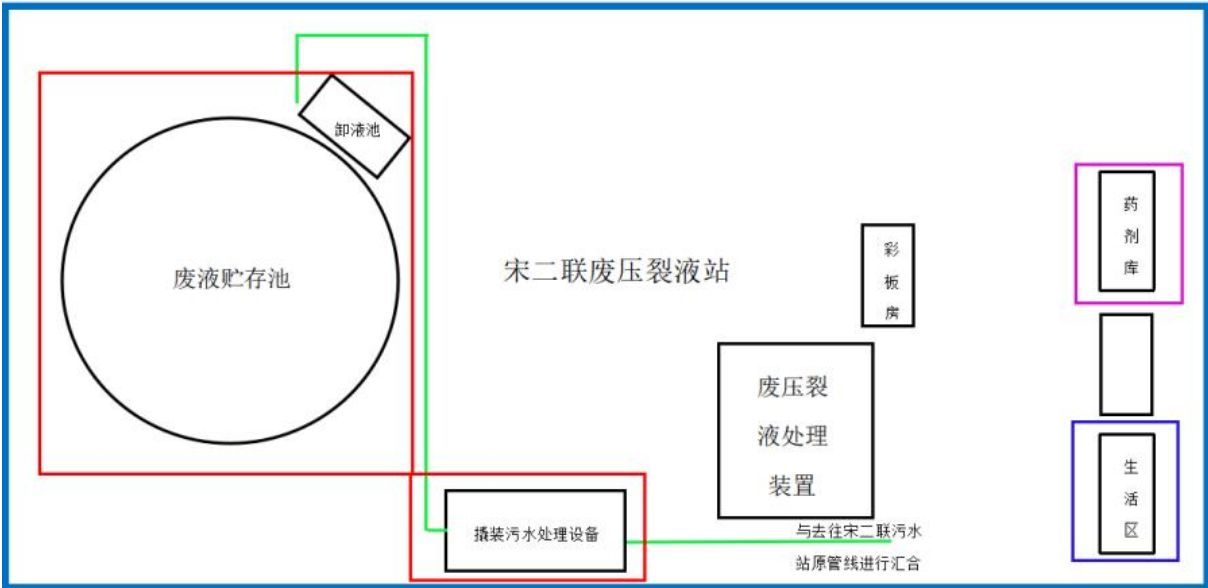 卸液池
废液贮存池
宋二联废压裂液站
彩
板
房
药
剂
库
废压裂
液处理
装置
生
活
区
撬装污水处理设备
与去往宋二联污水
站原管线进行汇合